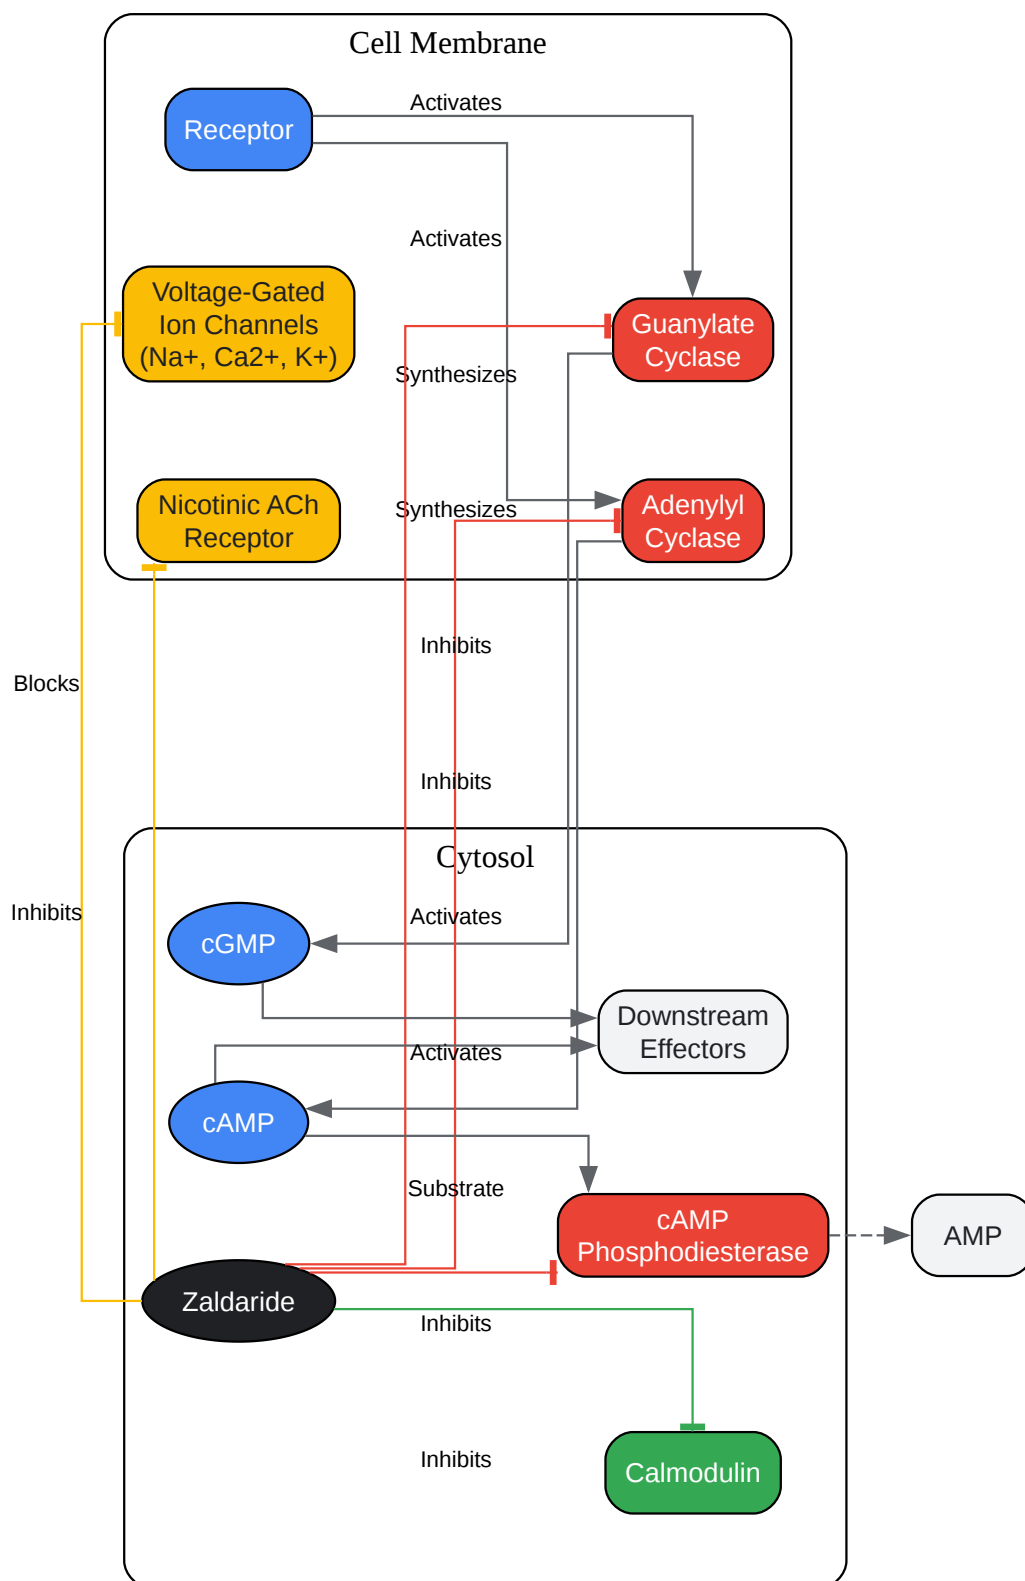 Cell Membrane
Activates
Receptor
Activates
Voltage-Gated
Ion Channels
(Na+, Ca2+, K+)
Guanylate
Cyclase
Synthesizes
Nicotinic ACh
Receptor
Synthesizes
Adenylyl
Cyclase
Inhibits
Blocks
Inhibits
Cytosol
Inhibits
Activates
cGMP
Downstream
Effectors
Activates
cAMP
Substrate
cAMP
Phosphodiesterase
AMP
Zaldaride
Inhibits
Inhibits
Calmodulin